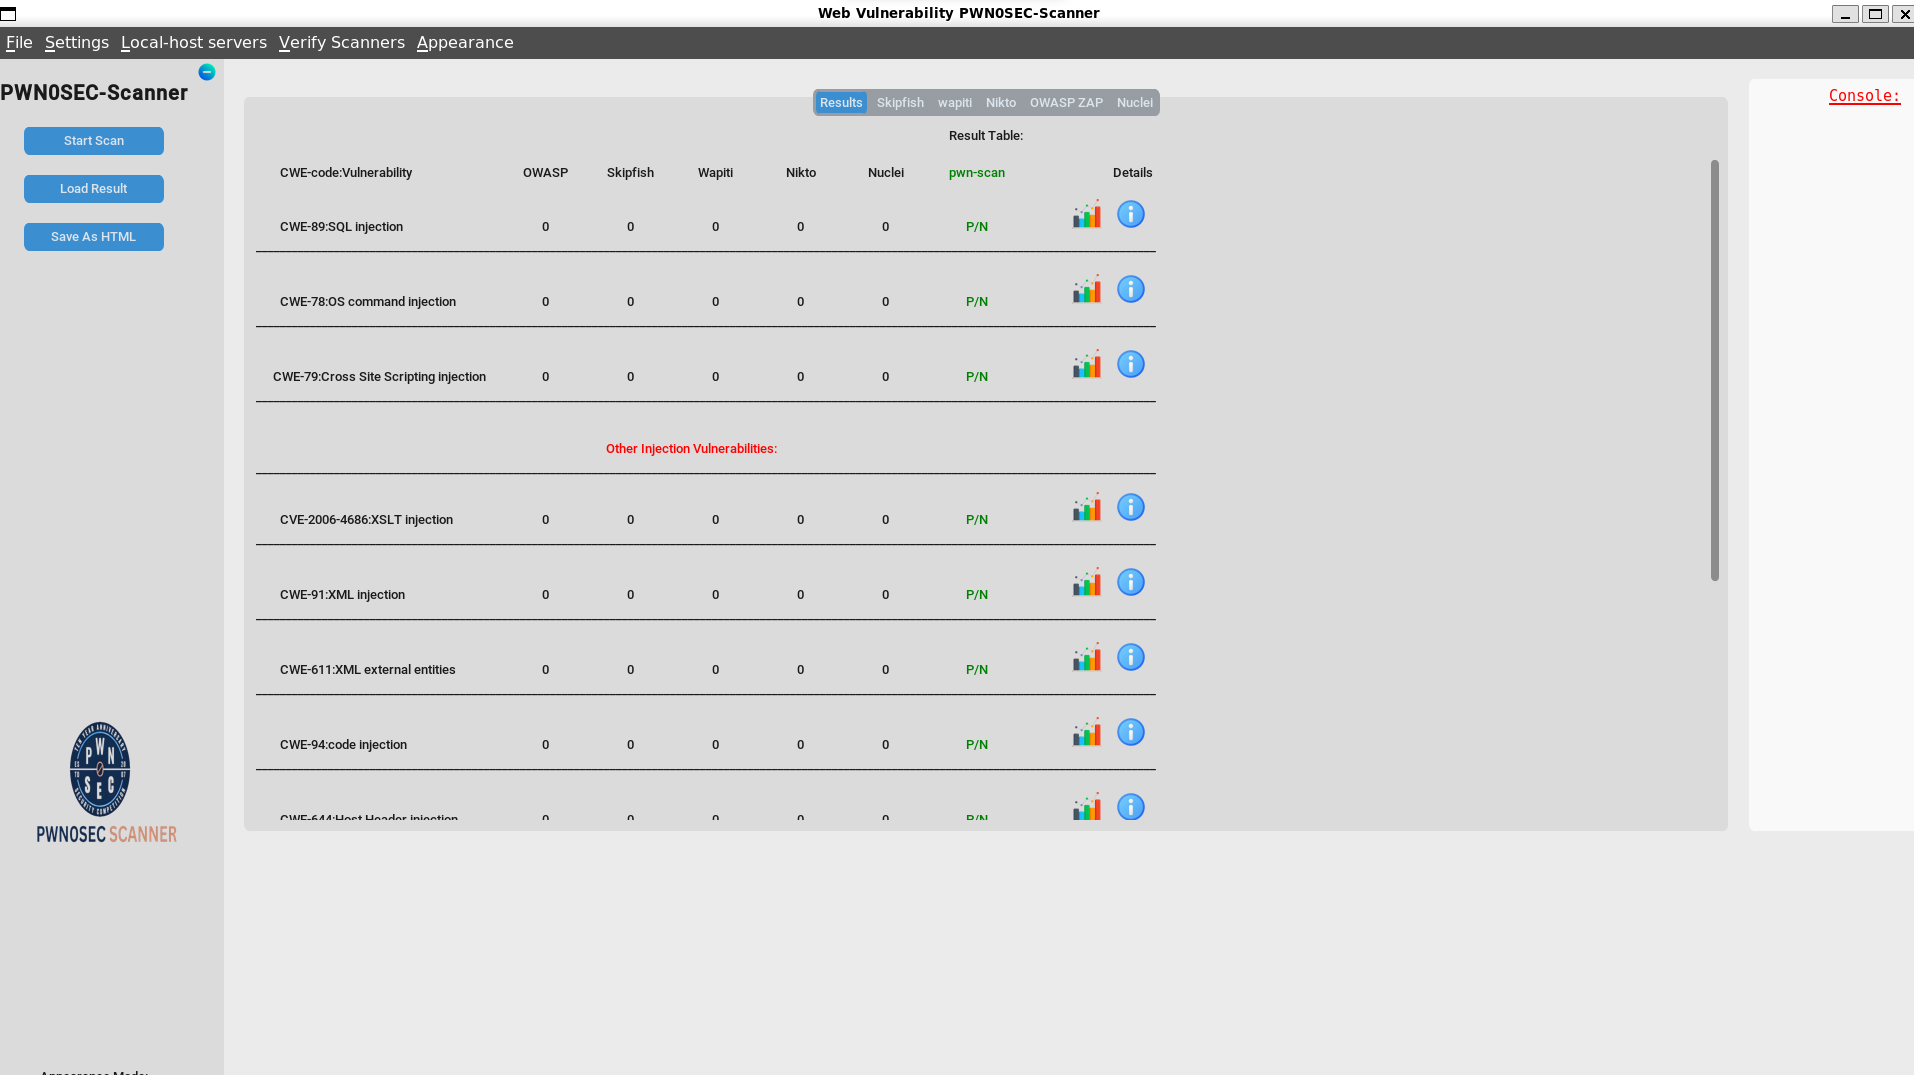 Web Vulnerability PWN0SEC-Scanner
File Settings Local-host servers Verify Scanners Appearance
PWN0SEC-Scanner
Start Scan
Load Result
Save As HTML
PWN
SEC
PWNOSEC SCANNER
Results Skipfish wapiti Nikto OWASP ZAP Nuclei
Result Table:
CWE-code:Vulnerability OWASP Skipfish Wapiti Nikto Nuclei pwn-scan Details
CWE-89:SQL injection 0 0 0 0 0 P/N
CWE-78:OS command injection 0 0 0 0 0 P/N
CWE-79:Cross Site Scripting injection 0 0 0 0 0 P/N
Other Injection Vulnerabilities:
CVE-2006-4686:XSLT injection 0 0 0 0 0 P/N
CWE-91:XML injection 0 0 0 0 0 P/N
CWE-611:XML external entities 0 0 0 0 0 P/N
CWE-94:code injection 0 0 0 0 0 P/N
CWE-644:Host Header injection 0 0 0 0 0 P/N
Console:
Appearance Mode: